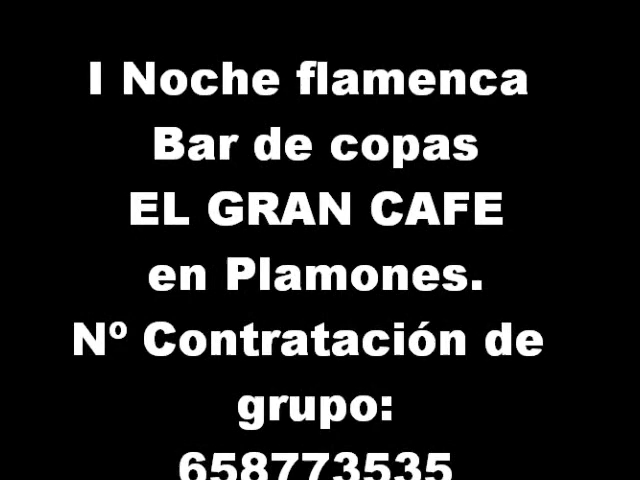 I Noche flamenca
Bar de copas
EL GRAN CAFE
en Plamones.
Nº Contratación de
grupo:
658773535